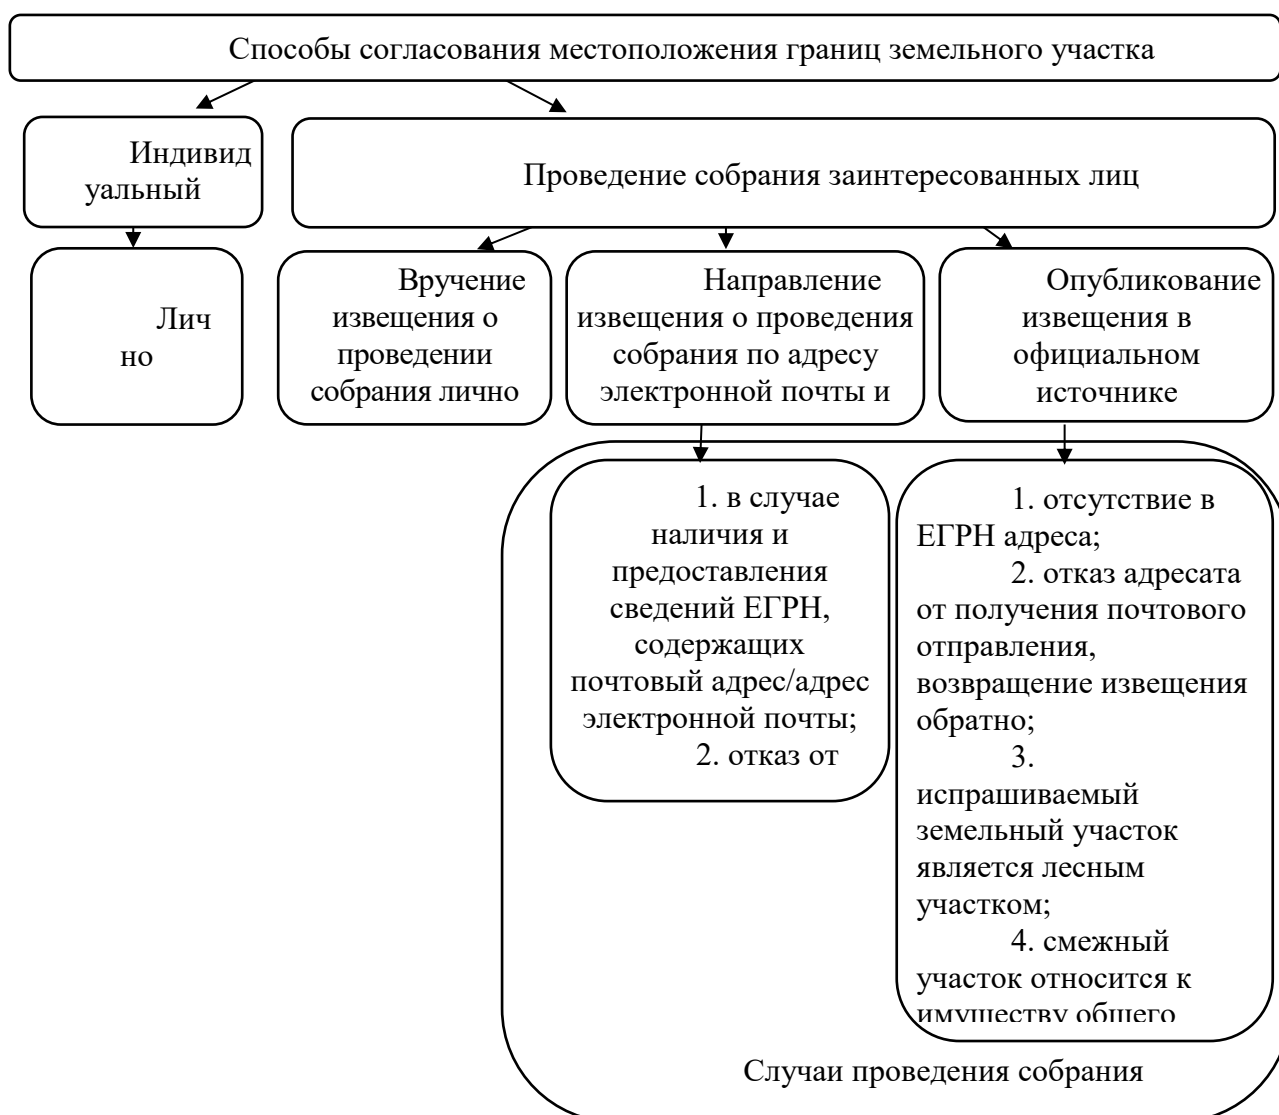 Способы согласования местоположения границ земельного участка
Индивид
уальный
Проведение собрания заинтересованных лиц
Лич
но
Вручение
извещения о
проведении
собрания лично
Направление
извещения о проведения
собрания по адресу
электронной почты и
Опубликование
извещения в
официальном
источнике
1. в случае
наличия и
предоставления
сведений ЕГРН,
содержащих
почтовый адрес/адрес
электронной почты;
2. отказ от
1. отсутствие в
ЕГРН адреса;
2. отказ адресата
от получения почтового
отправления,
возвращение извещения
обратно;
3.
испрашиваемый
земельный участок
является лесным
участком;
4. смежный
участок относится к
имуществу общего
Случаи проведения собрания